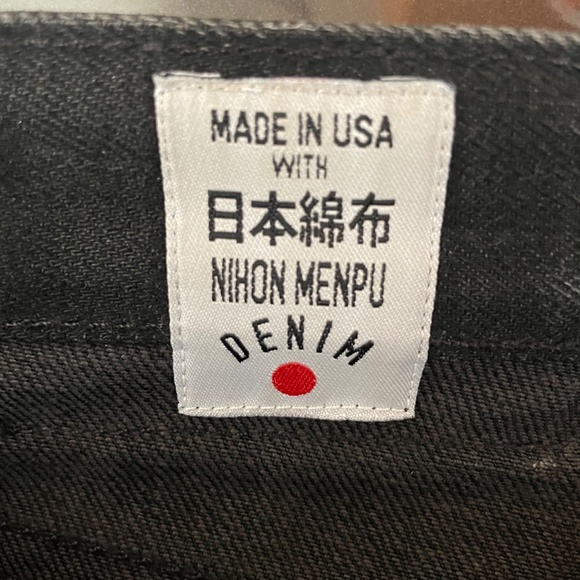 MADE IN USA
WITH
日本綿布
NIHON MENPU
DENIM